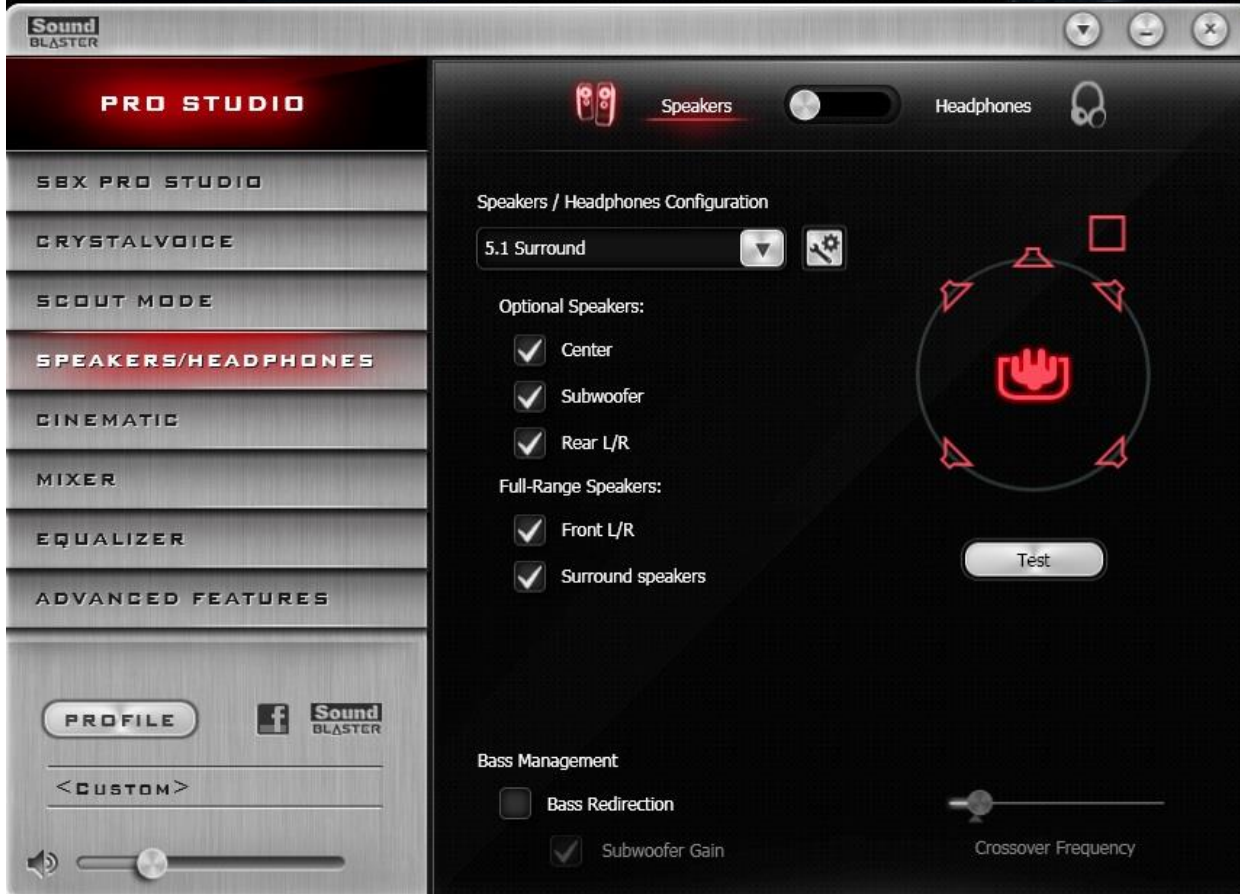 Sound
BLASTER
PRO STUDIO
SBX PRO STUDIO
CRYSTALVOICE
SCOUT MODE
SPEAKERS/HEADPHONES
CINEMATIC
MIXER
EQUALIZER
ADVANCED FEATURES
PROFILE
f
Sound
BLASTER
<CUSTOM>
Speakers
Headphones
Speakers / Headphones Configuration
5.1 Surround
Optional Speakers:
Center
Subwoofer
Rear L/R
Full-Range Speakers:
Front L/R
Surround speakers
Test
Bass Management
Bass Redirection
Subwoofer Gain
Crossover Frequency